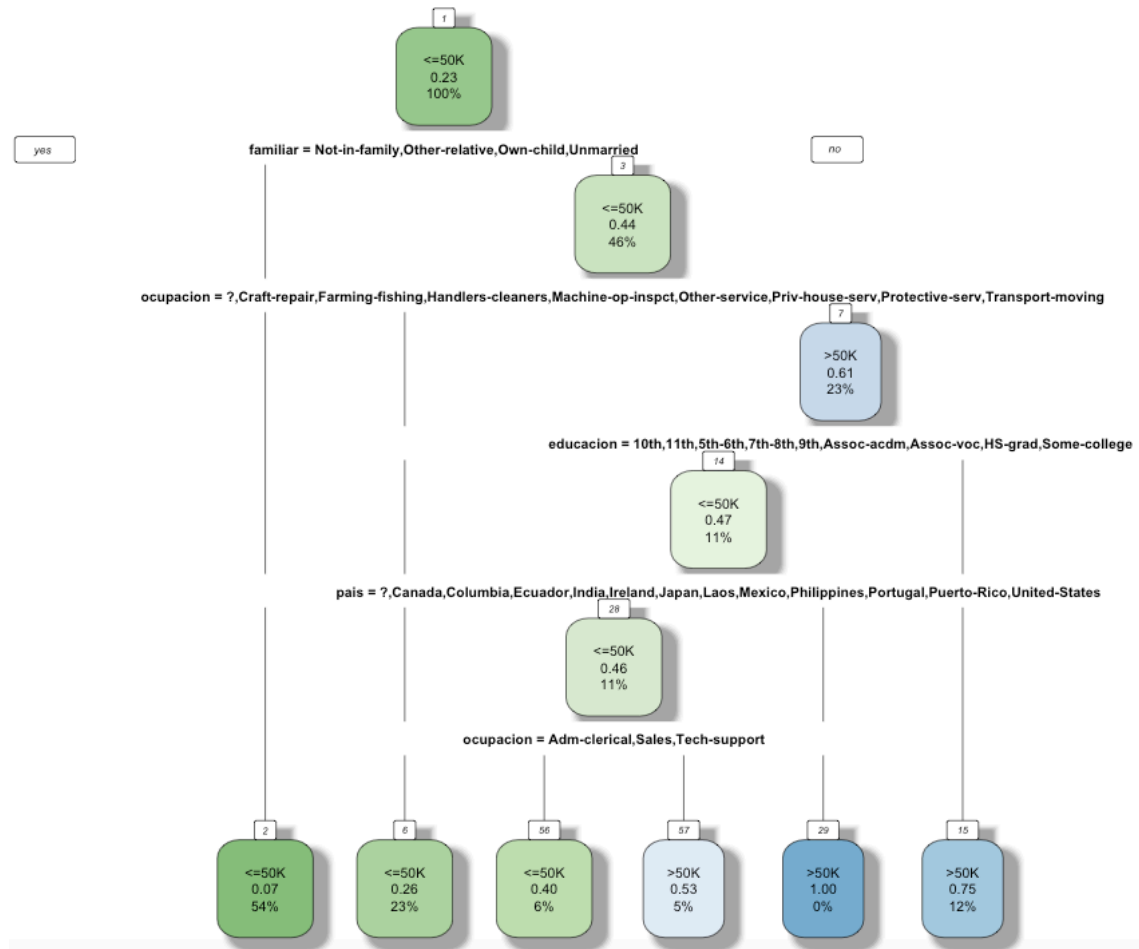 1
<=50K
0.23
100%
yes
familiar = Not-in-family,Other-relative,Own-child,Unmarried
no
3
<=50K
0.44
46%
ocupacion = ?,Craft-repair,Farming-fishing,Handlers-cleaners,Machine-op-inspct,Other-service,Priv-house-serv,Protective-serv,Transport-moving
7
>50K
0.61
23%
educacion = 10th,11th,5th-6th,7th-8th,9th,Assoc-acdm,Assoc-voc,HS-grad,Some-college
14
<=50K
0.47
11%
pais = ?,Canada,Columbia,Ecuador,India,Ireland,Japan,Laos,Mexico,Philippines,Portugal,Puerto-Rico,United-States
28
<=50K
0.46
11%
ocupacion = Adm-clerical,Sales,Tech-support
2
<=50K
0.07
54%
6
<=50K
0.26
23%
56
<=50K
0.40
6%
57
>50K
0.53
5%
29
>50K
1.00
0%
15
>50K
0.75
12%